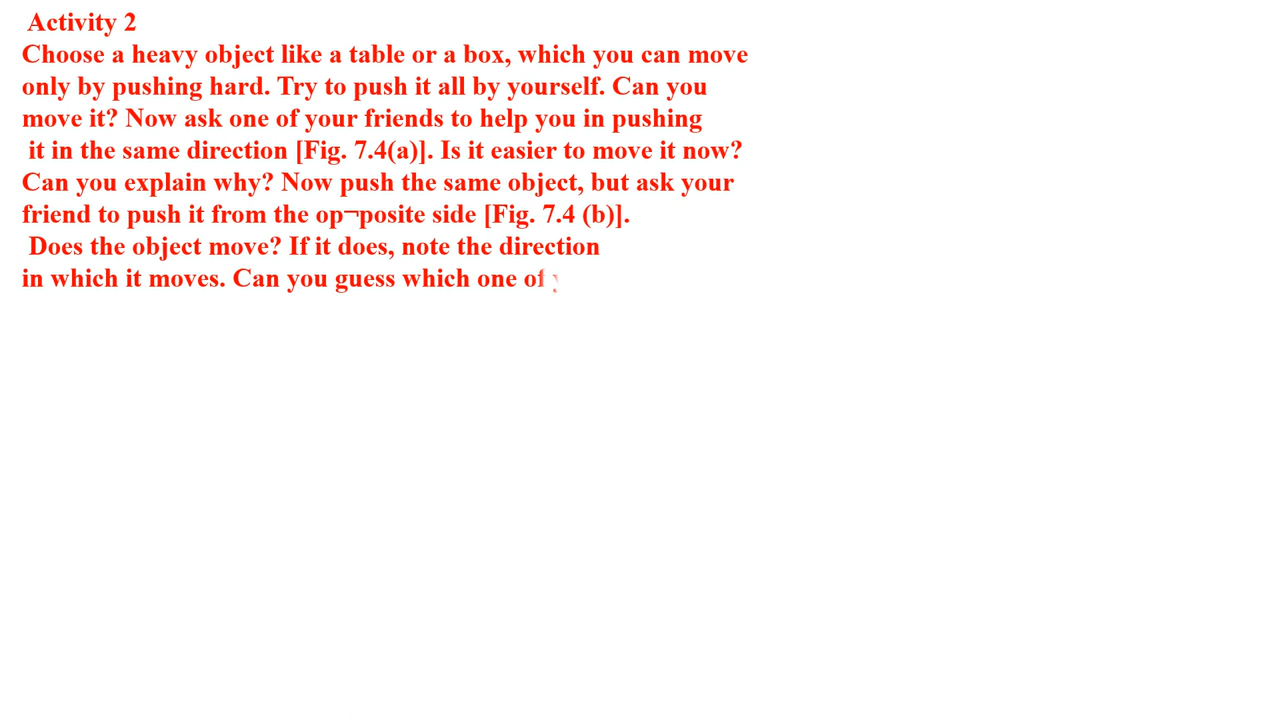 Activity 2
Choose a heavy object like a table or a box, which you can move
only by pushing hard. Try to push it all by yourself. Can you
move it? Now ask one of your friends to help you in pushing
it in the same direction [Fig. 7.4(a)]. Is it easier to move it now?
Can you explain why? Now push the same object, but ask your
friend to push it from the op¬posite side [Fig. 7.4 (b)].
Does the object move? If it does, note the direction
in which it moves. Can you guess which one of